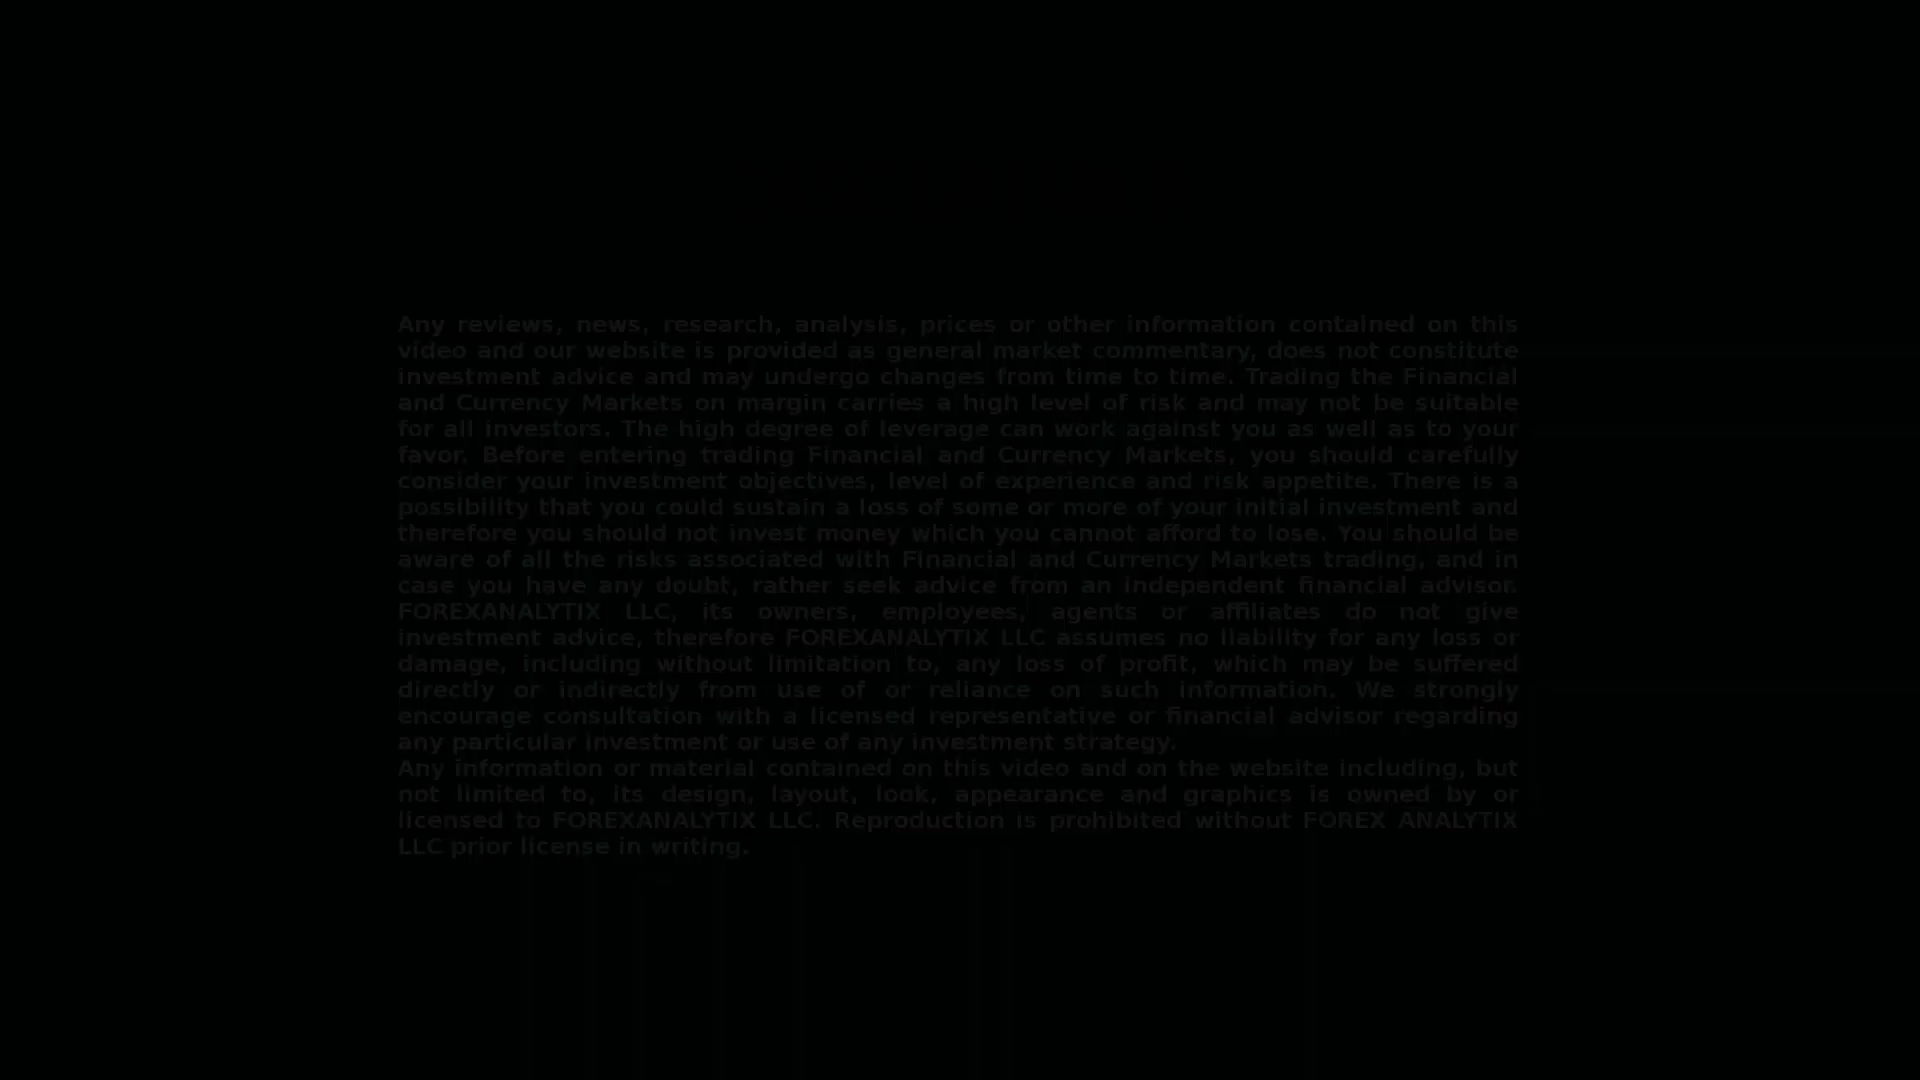 Any reviews, news, research, analysis, prices or other information contained on this
video and our website is provided as general market commentary, does not constitute
investment advice and may undergo changes from time to time. Trading the Financial
and Currency Markets on margin carries a high level of risk and may not be suitable
for all investors. The high degree of leverage can work against you as well as to your
favor. Before entering trading Financial and Currency Markets, you should carefully
consider your investment objectives, level of experience and risk appetite. There is a
possibility that you could sustain a loss of some or more of your initial investment and
therefore you should not invest money which you cannot afford to lose. You should be
aware of all the risks associated with Financial and Currency Markets trading, and in
case you have any doubt, rather seek advice from an independent financial advisor.
FOREXANALYTIX LLC, its owners, employees, agents or affiliates do not give
investment advice, therefore FOREXANALYTIX LLC assumes no liability for any loss or
damage, including without limitation to, any loss of profit, which may be suffered
directly or indirectly from use of or reliance on such information. We strongly
encourage consultation with a licensed representative or financial advisor regarding
any particular investment or use of any investment strategy.
Any information or material contained on this video and on the website including, but
not limited to, its design, layout, look, appearance and graphics is owned by or
licensed to FOREXANALYTIX LLC. Reproduction is prohibited without FOREX ANALYTIX
LLC prior license in writing.